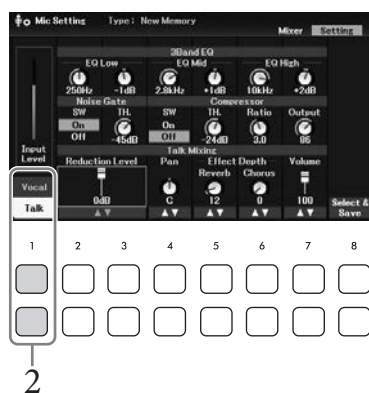 Mic Setting Type : New Memory
Mixer Setting
3Band EQ
EQ Low EQ Mid EQ High
250Hz -1dB 2.8kHz +1dB 10kHz +2dB
Noise Gate Compressor
SW TH. SW TH. Ratio Output
On On
Off -45dB Off -24dB 3.0 86
Input Level
Talk Mixing
Reduction Level Pan Effect Depth Volume
Reverb Chorus
Vocal
Talk
0dB C 12 0 100
Select & Save
1 2 3 4 5 6 7 8
2